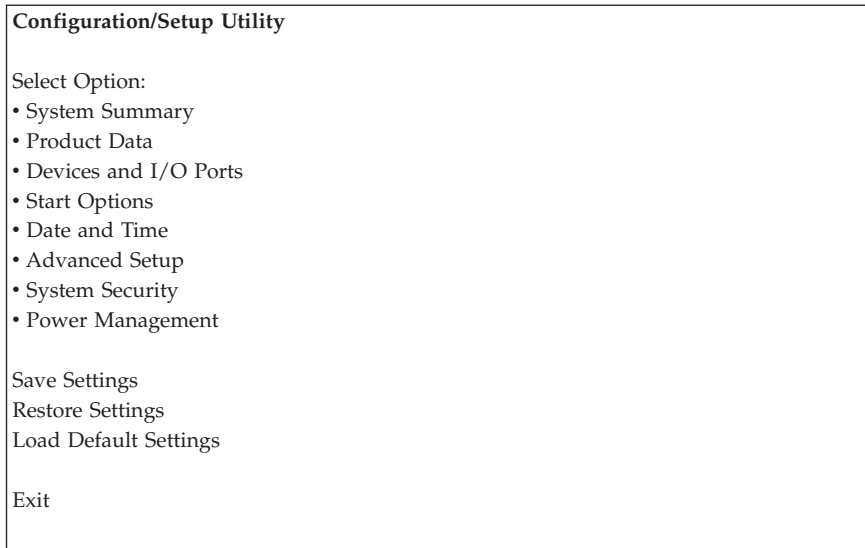 Configuration/Setup Utility
Select Option:
• System Summary
• Product Data
• Devices and I/O Ports
• Start Options
• Date and Time
• Advanced Setup
• System Security
• Power Management
Save Settings
Restore Settings
Load Default Settings
Exit